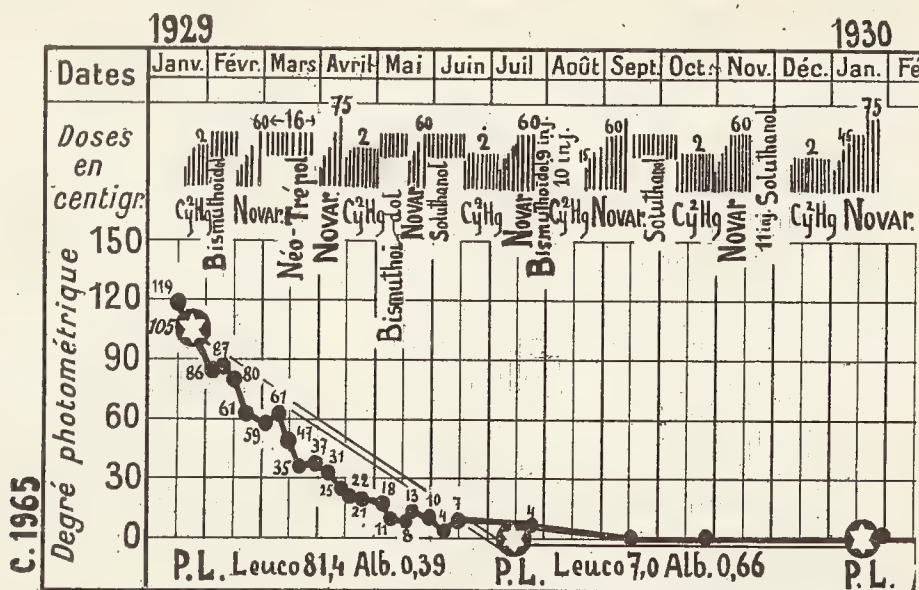 1929 1930
Dates Janv. Févr. Mars Avril Mai Juin Juil Août Sept. Oct. Nov. Déc. Jan. Fé
Doses en centigr.
2 60 ←16→ 75 2 60 2 60 15 60 2 60 2 45 75
Cy²Hg Bismuthoïdol Novar. Néo-Trépol Novar. Cy²Hg Bismuthoidol Novar Soluthanol Cy²Hg Novar Bismuthoïdol 9 inj. 10 inj. Cy²Hg Novar. Soluthanol Cy²Hg Novar 11 inj. Soluthanol Cy²Hg Novar.
Degré photométrique
150
120
90
60
30
0
119 105 86 87 80 61 59 61 47 35 37 31 25 22 21 18 11 8 13 10 4 7 4
P.L. Leuco 81,4 Alb. 0,39 P.L. Leuco 7,0 Alb. 0,66 P.L.
C. 1965